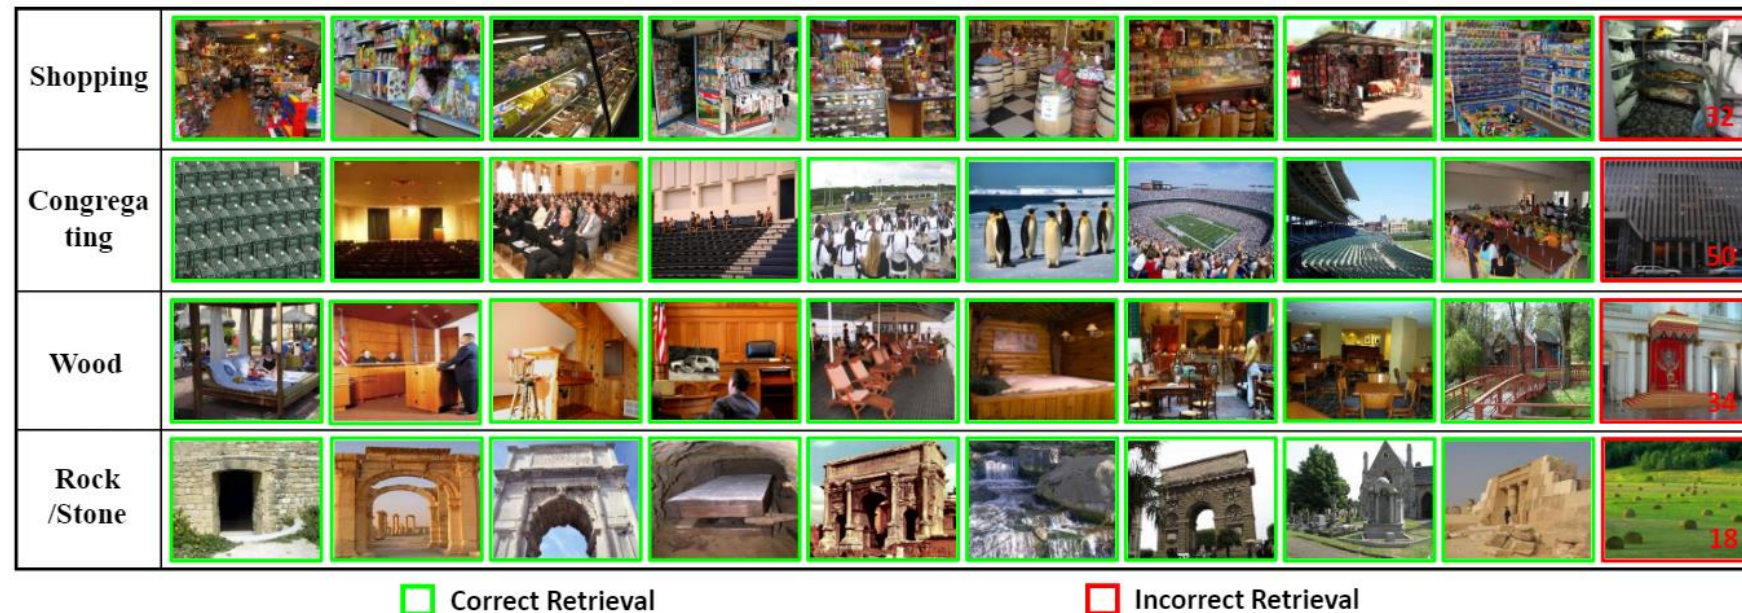 Shopping
32
Congrega
ting
50
Wood
34
Rock
/Stone
18
Correct Retrieval
Incorrect Retrieval